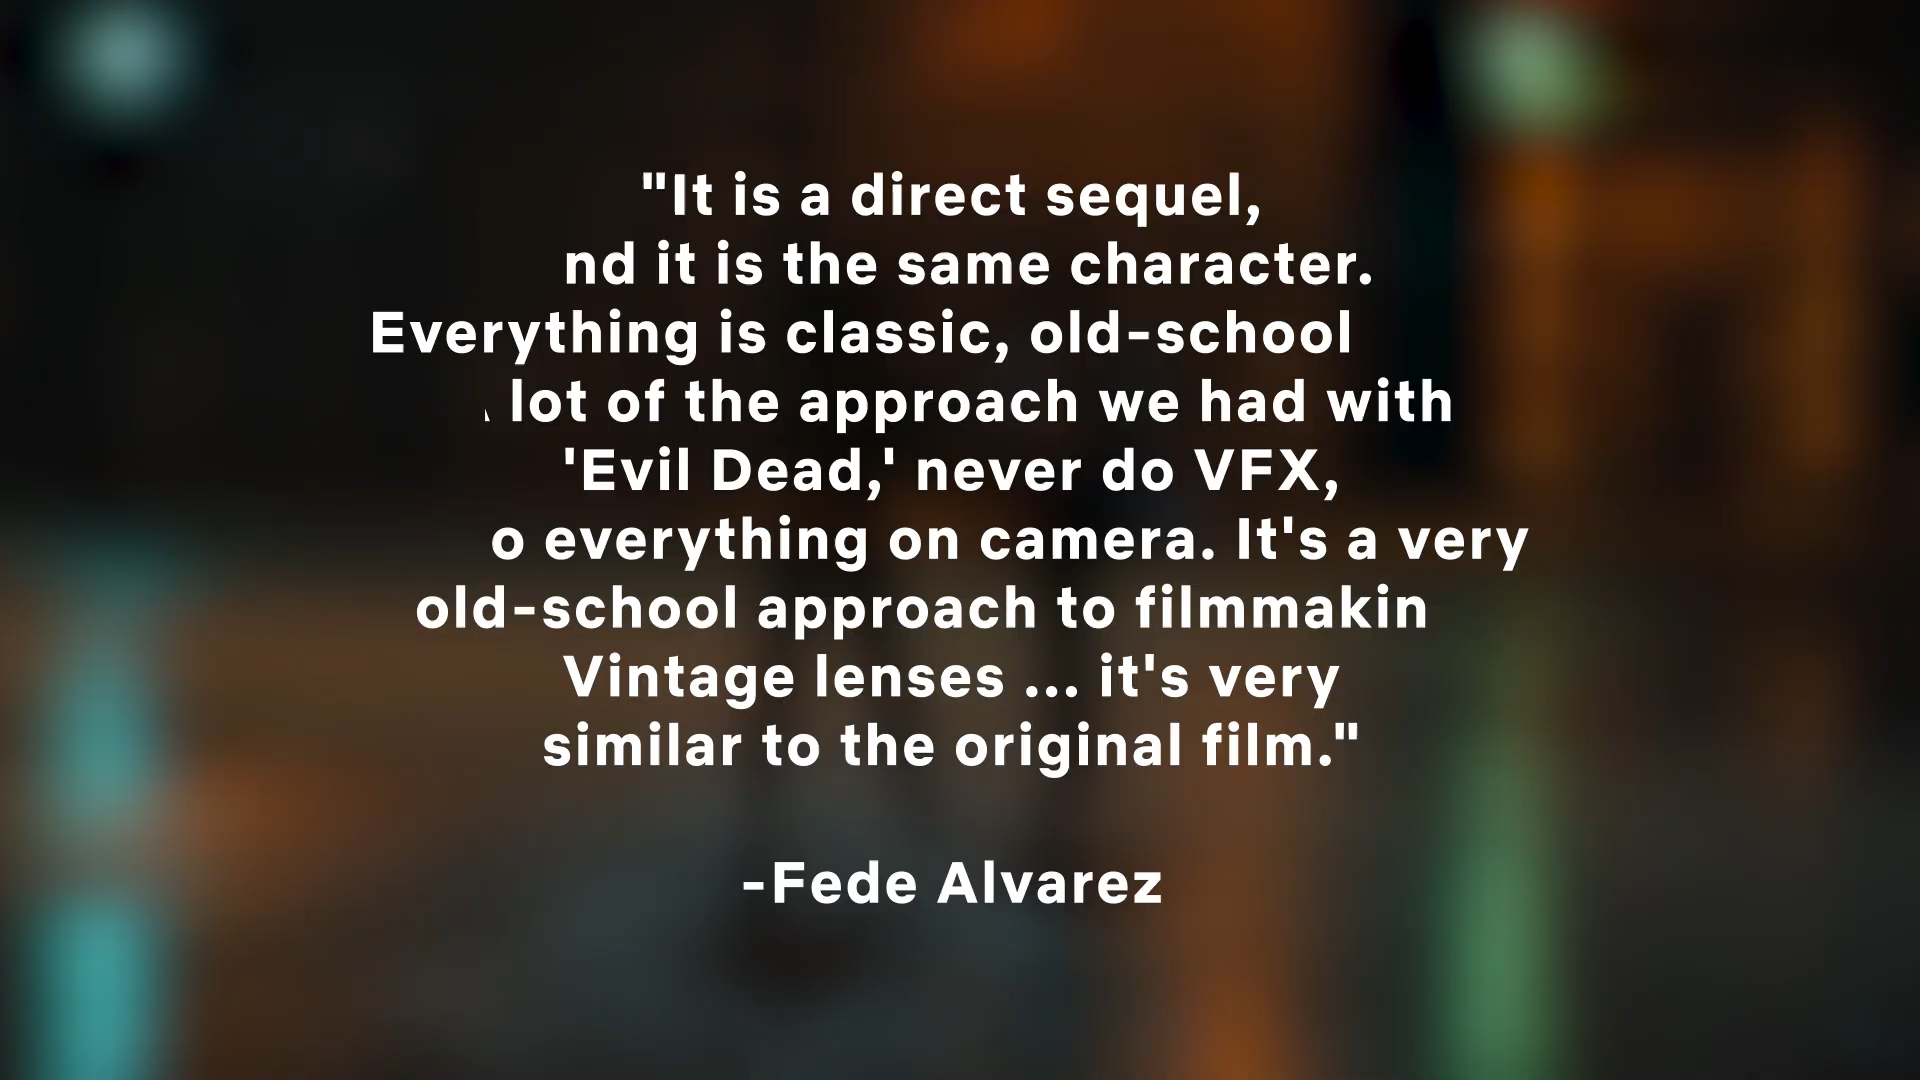 "It is a direct sequel,
nd it is the same character.
Everything is classic, old-school
lot of the approach we had with
'Evil Dead,' never do VFX,
o everything on camera. It's a very
old-school approach to filmmakin
Vintage lenses ... it's very
similar to the original film."
-Fede Alvarez